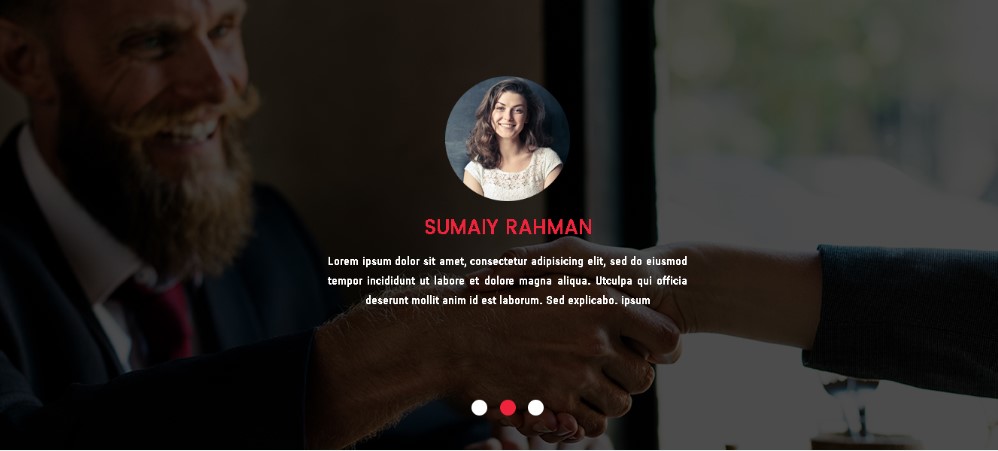 SUMAIY RAHMAN
Lorem ipsum dolor sit amet, consectetur adipisicing elit, sed do eiusmod
tempor incididunt ut labore et dolore magna aliqua. Utculpa qui officia
deserunt mollit anim id est laborum. Sed explicabo. ipsum